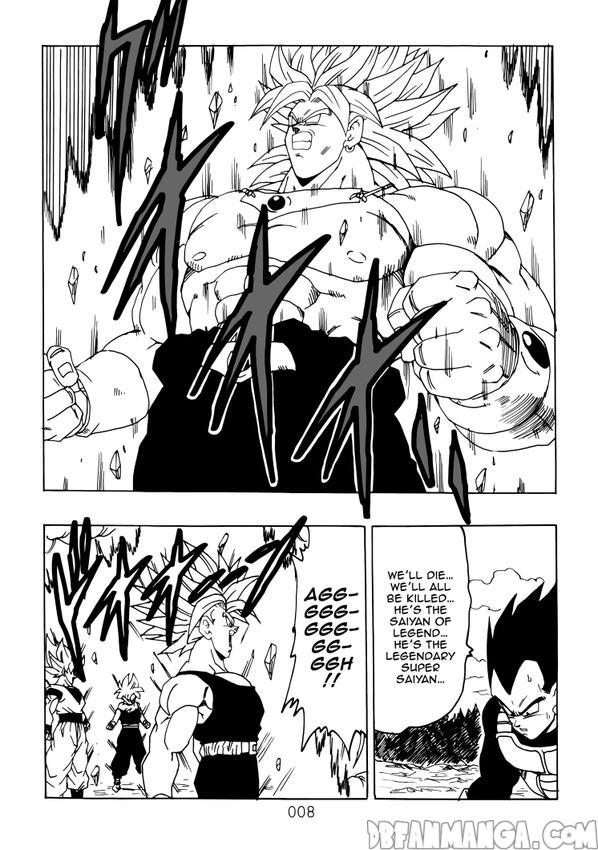 WE'LL DIE...
WE'LL ALL
BE KILLED...
HE'S THE
SAIYAN OF
LEGEND...
HE'S THE
LEGENDARY
SUPER
SAIYAN...
AGG-
GGG-
GGG-
GG-
GGH
!!
008
DBFANMANGA.COM